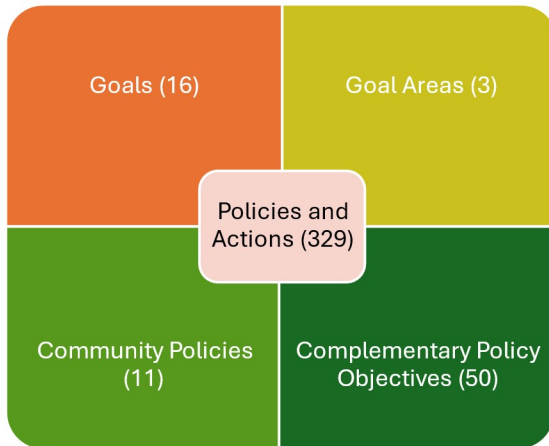 Goals (16)
Goal Areas (3)
Policies and
Actions (329)
Community Policies
(11)
Complementary Policy
Objectives (50)